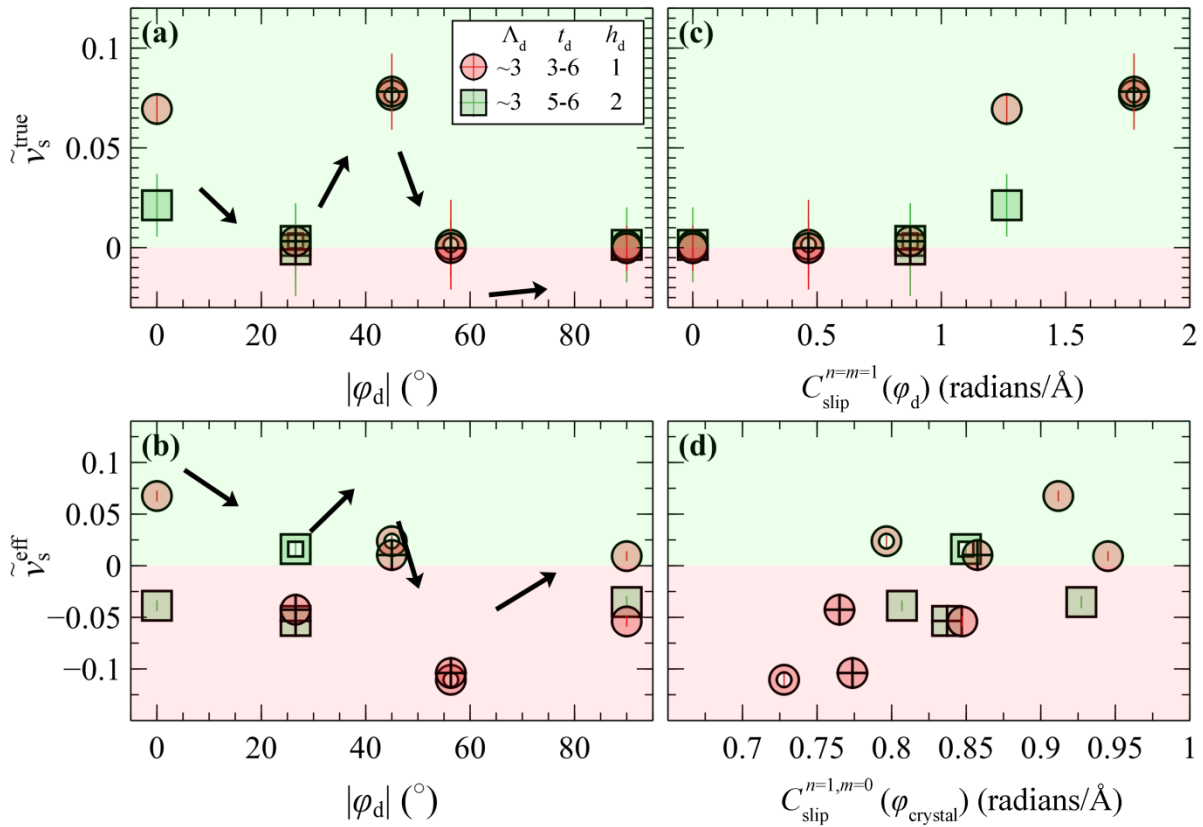 (a)
Λd td hd
~3 3-6 1
~3 5-6 2
(c)
0.1
0.05
0
ṽs^true
0 20 40 60 80
|φd| (°)
0 0.5 1 1.5 2
C slip^n=m=1 (φd) (radians/Å)
(b)
(d)
0.1
0.05
0
−0.05
−0.1
ṽs^eff
0 20 40 60 80
|φd| (°)
0.7 0.75 0.8 0.85 0.9 0.95 1
C slip^n=1,m=0 (φcrystal) (radians/Å)